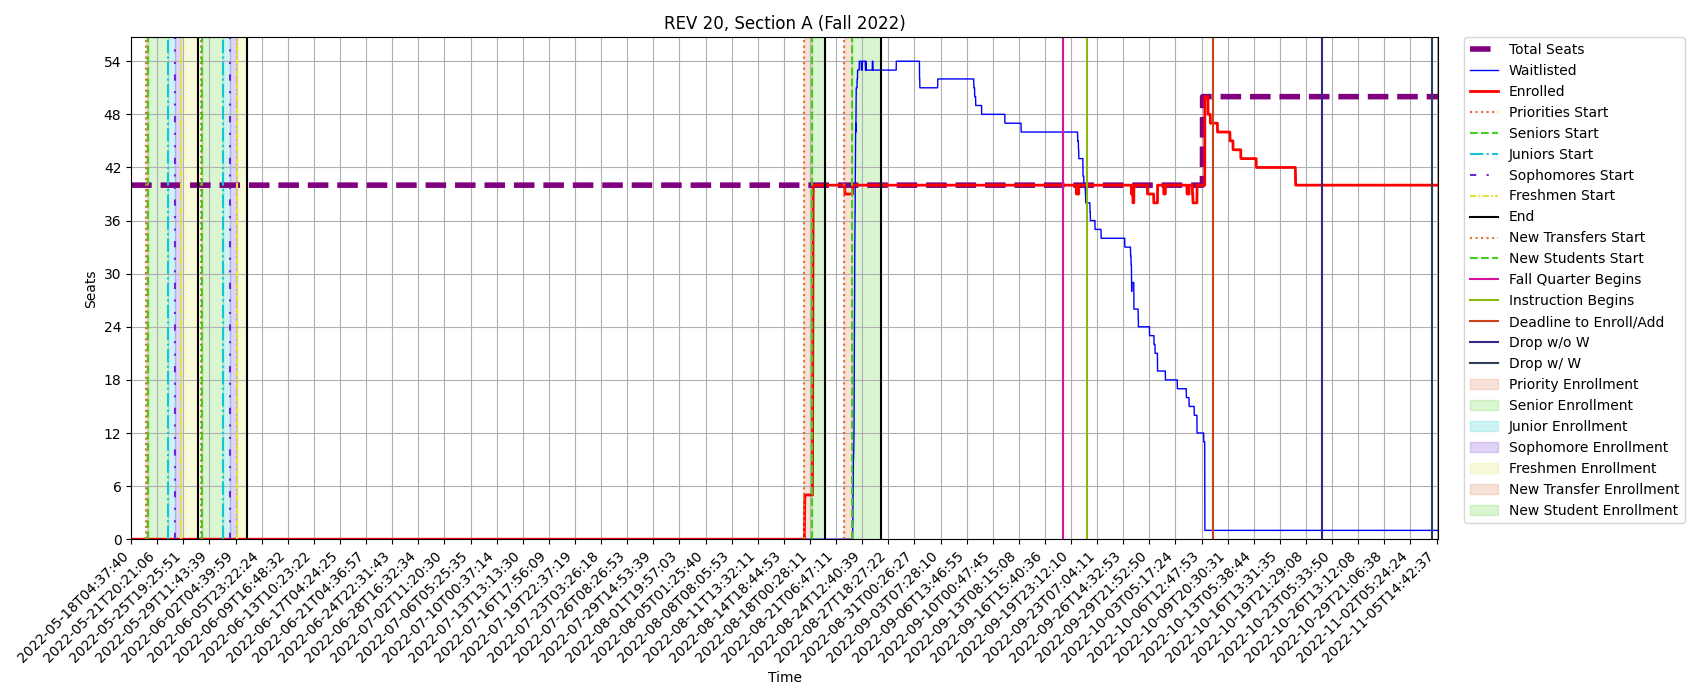 REV 20, Section A (Fall 2022)
Seats
54
48
42
36
30
24
18
12
6
0
2022-05-18T04:37:40
2022-05-21T20:21:06
2022-05-25T19:25:51
2022-05-29T11:43:39
2022-06-02T04:39:59
2022-06-05T23:22:24
2022-06-09T16:48:32
2022-06-13T10:23:22
2022-06-17T04:24:25
2022-06-21T04:36:57
2022-06-24T22:31:43
2022-06-28T16:32:34
2022-07-02T11:20:30
2022-07-06T05:25:35
2022-07-10T00:37:14
2022-07-13T13:13:30
2022-07-16T17:56:09
2022-07-19T22:37:19
2022-07-23T03:26:18
2022-07-26T08:26:53
2022-07-29T14:53:39
2022-08-01T19:57:03
2022-08-05T01:25:40
2022-08-08T08:05:53
2022-08-11T13:32:11
2022-08-14T18:44:53
2022-08-18T00:28:11
2022-08-21T06:47:11
2022-08-24T12:40:39
2022-08-27T18:27:22
2022-08-31T00:26:27
2022-09-03T07:28:10
2022-09-06T13:46:55
2022-09-10T00:47:45
2022-09-13T08:15:08
2022-09-16T15:40:36
2022-09-19T23:12:10
2022-09-23T07:04:11
2022-09-26T14:32:53
2022-09-29T21:52:50
2022-10-03T05:17:24
2022-10-06T12:47:53
2022-10-09T20:30:31
2022-10-13T05:38:44
2022-10-16T13:31:35
2022-10-19T21:29:08
2022-10-23T05:33:50
2022-10-26T13:12:08
2022-10-29T21:06:38
2022-11-02T05:24:24
2022-11-05T14:42:37
Time
Total Seats
Waitlisted
Enrolled
Priorities Start
Seniors Start
Juniors Start
Sophomores Start
Freshmen Start
End
New Transfers Start
New Students Start
Fall Quarter Begins
Instruction Begins
Deadline to Enroll/Add
Drop w/o W
Drop w/ W
Priority Enrollment
Senior Enrollment
Junior Enrollment
Sophomore Enrollment
Freshmen Enrollment
New Transfer Enrollment
New Student Enrollment